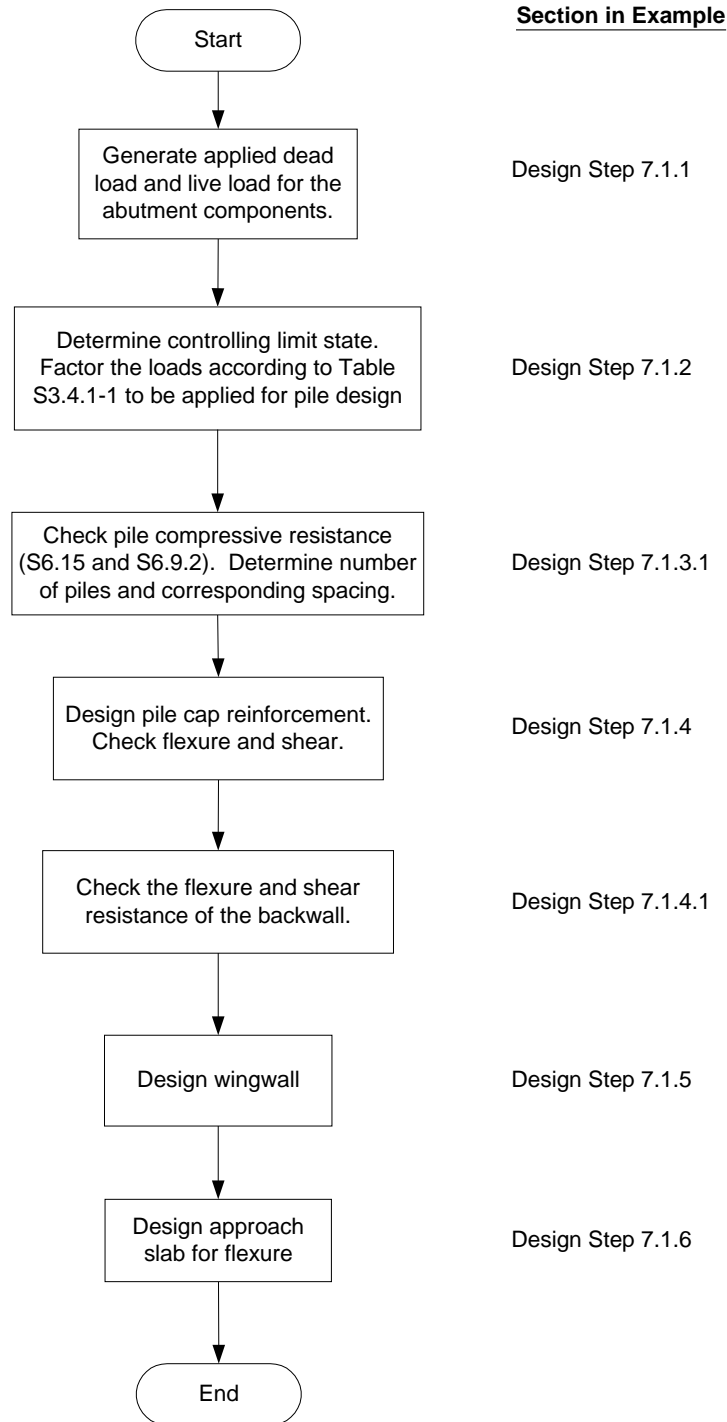 Section in Example
Start
Generate applied dead
load and live load for the
abutment components.
Design Step 7.1.1
Determine controlling limit state.
Factor the loads according to Table
S3.4.1-1 to be applied for pile design
Design Step 7.1.2
Check pile compressive resistance
(S6.15 and S6.9.2).  Determine number
of piles and corresponding spacing.
Design Step 7.1.3.1
Design pile cap reinforcement.
Check flexure and shear.
Design Step 7.1.4
Check the flexure and shear
resistance of the backwall.
Design Step 7.1.4.1
Design wingwall
Design Step 7.1.5
Design approach
slab for flexure
Design Step 7.1.6
End